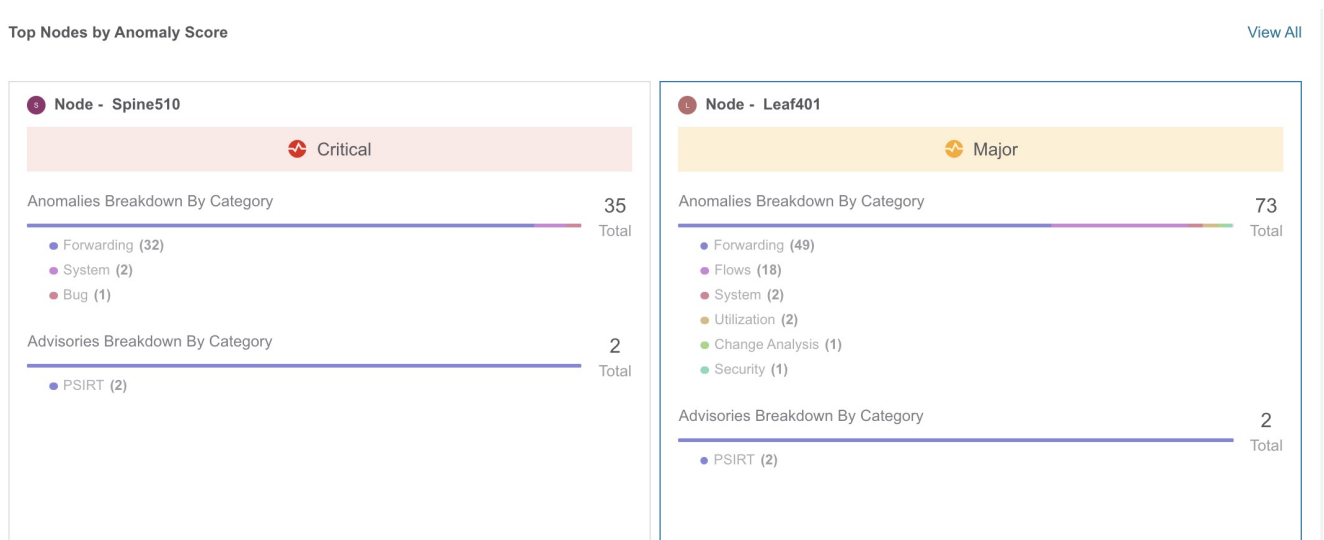 Top Nodes by Anomaly Score
View All
S Node - Spine510
Critical
Anomalies Breakdown By Category
35
Total
Forwarding (32)
System (2)
Bug (1)
Advisories Breakdown By Category
2
Total
PSIRT (2)
L Node - Leaf401
Major
Anomalies Breakdown By Category
73
Total
Forwarding (49)
Flows (18)
System (2)
Utilization (2)
Change Analysis (1)
Security (1)
Advisories Breakdown By Category
2
Total
PSIRT (2)